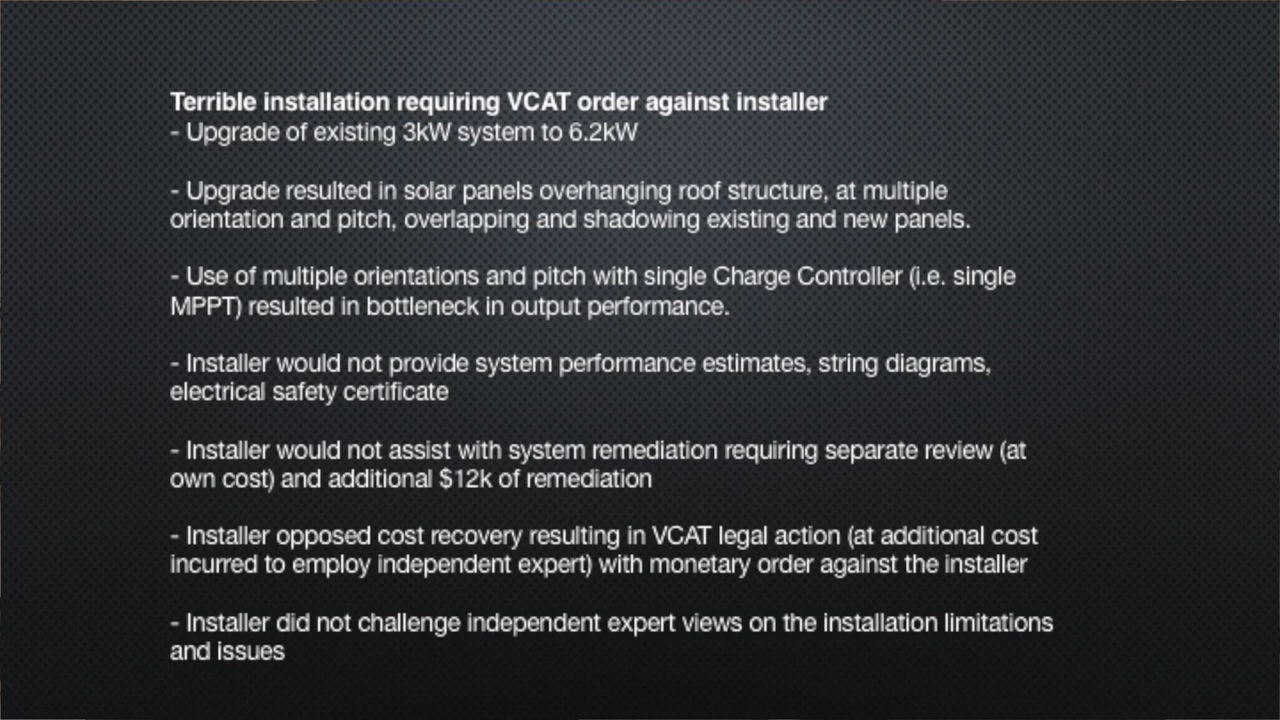 Terrible installation requiring VCAT order against installer
- Upgrade of existing 3kW system to 6.2kW
- Upgrade resulted in solar panels overhanging roof structure, at multiple
orientation and pitch, overlapping and shadowing existing and new panels.
- Use of multiple orientations and pitch with single Charge Controller (i.e. single
MPPT) resulted in bottleneck in output performance.
- Installer would not provide system performance estimates, string diagrams,
electrical safety certificate
- Installer would not assist with system remediation requiring separate review (at
own cost) and additional $12k of remediation
- Installer opposed cost recovery resulting in VCAT legal action (at additional cost
incurred to employ independent expert) with monetary order against the installer
- Installer did not challenge independent expert views on the installation limitations
and issues